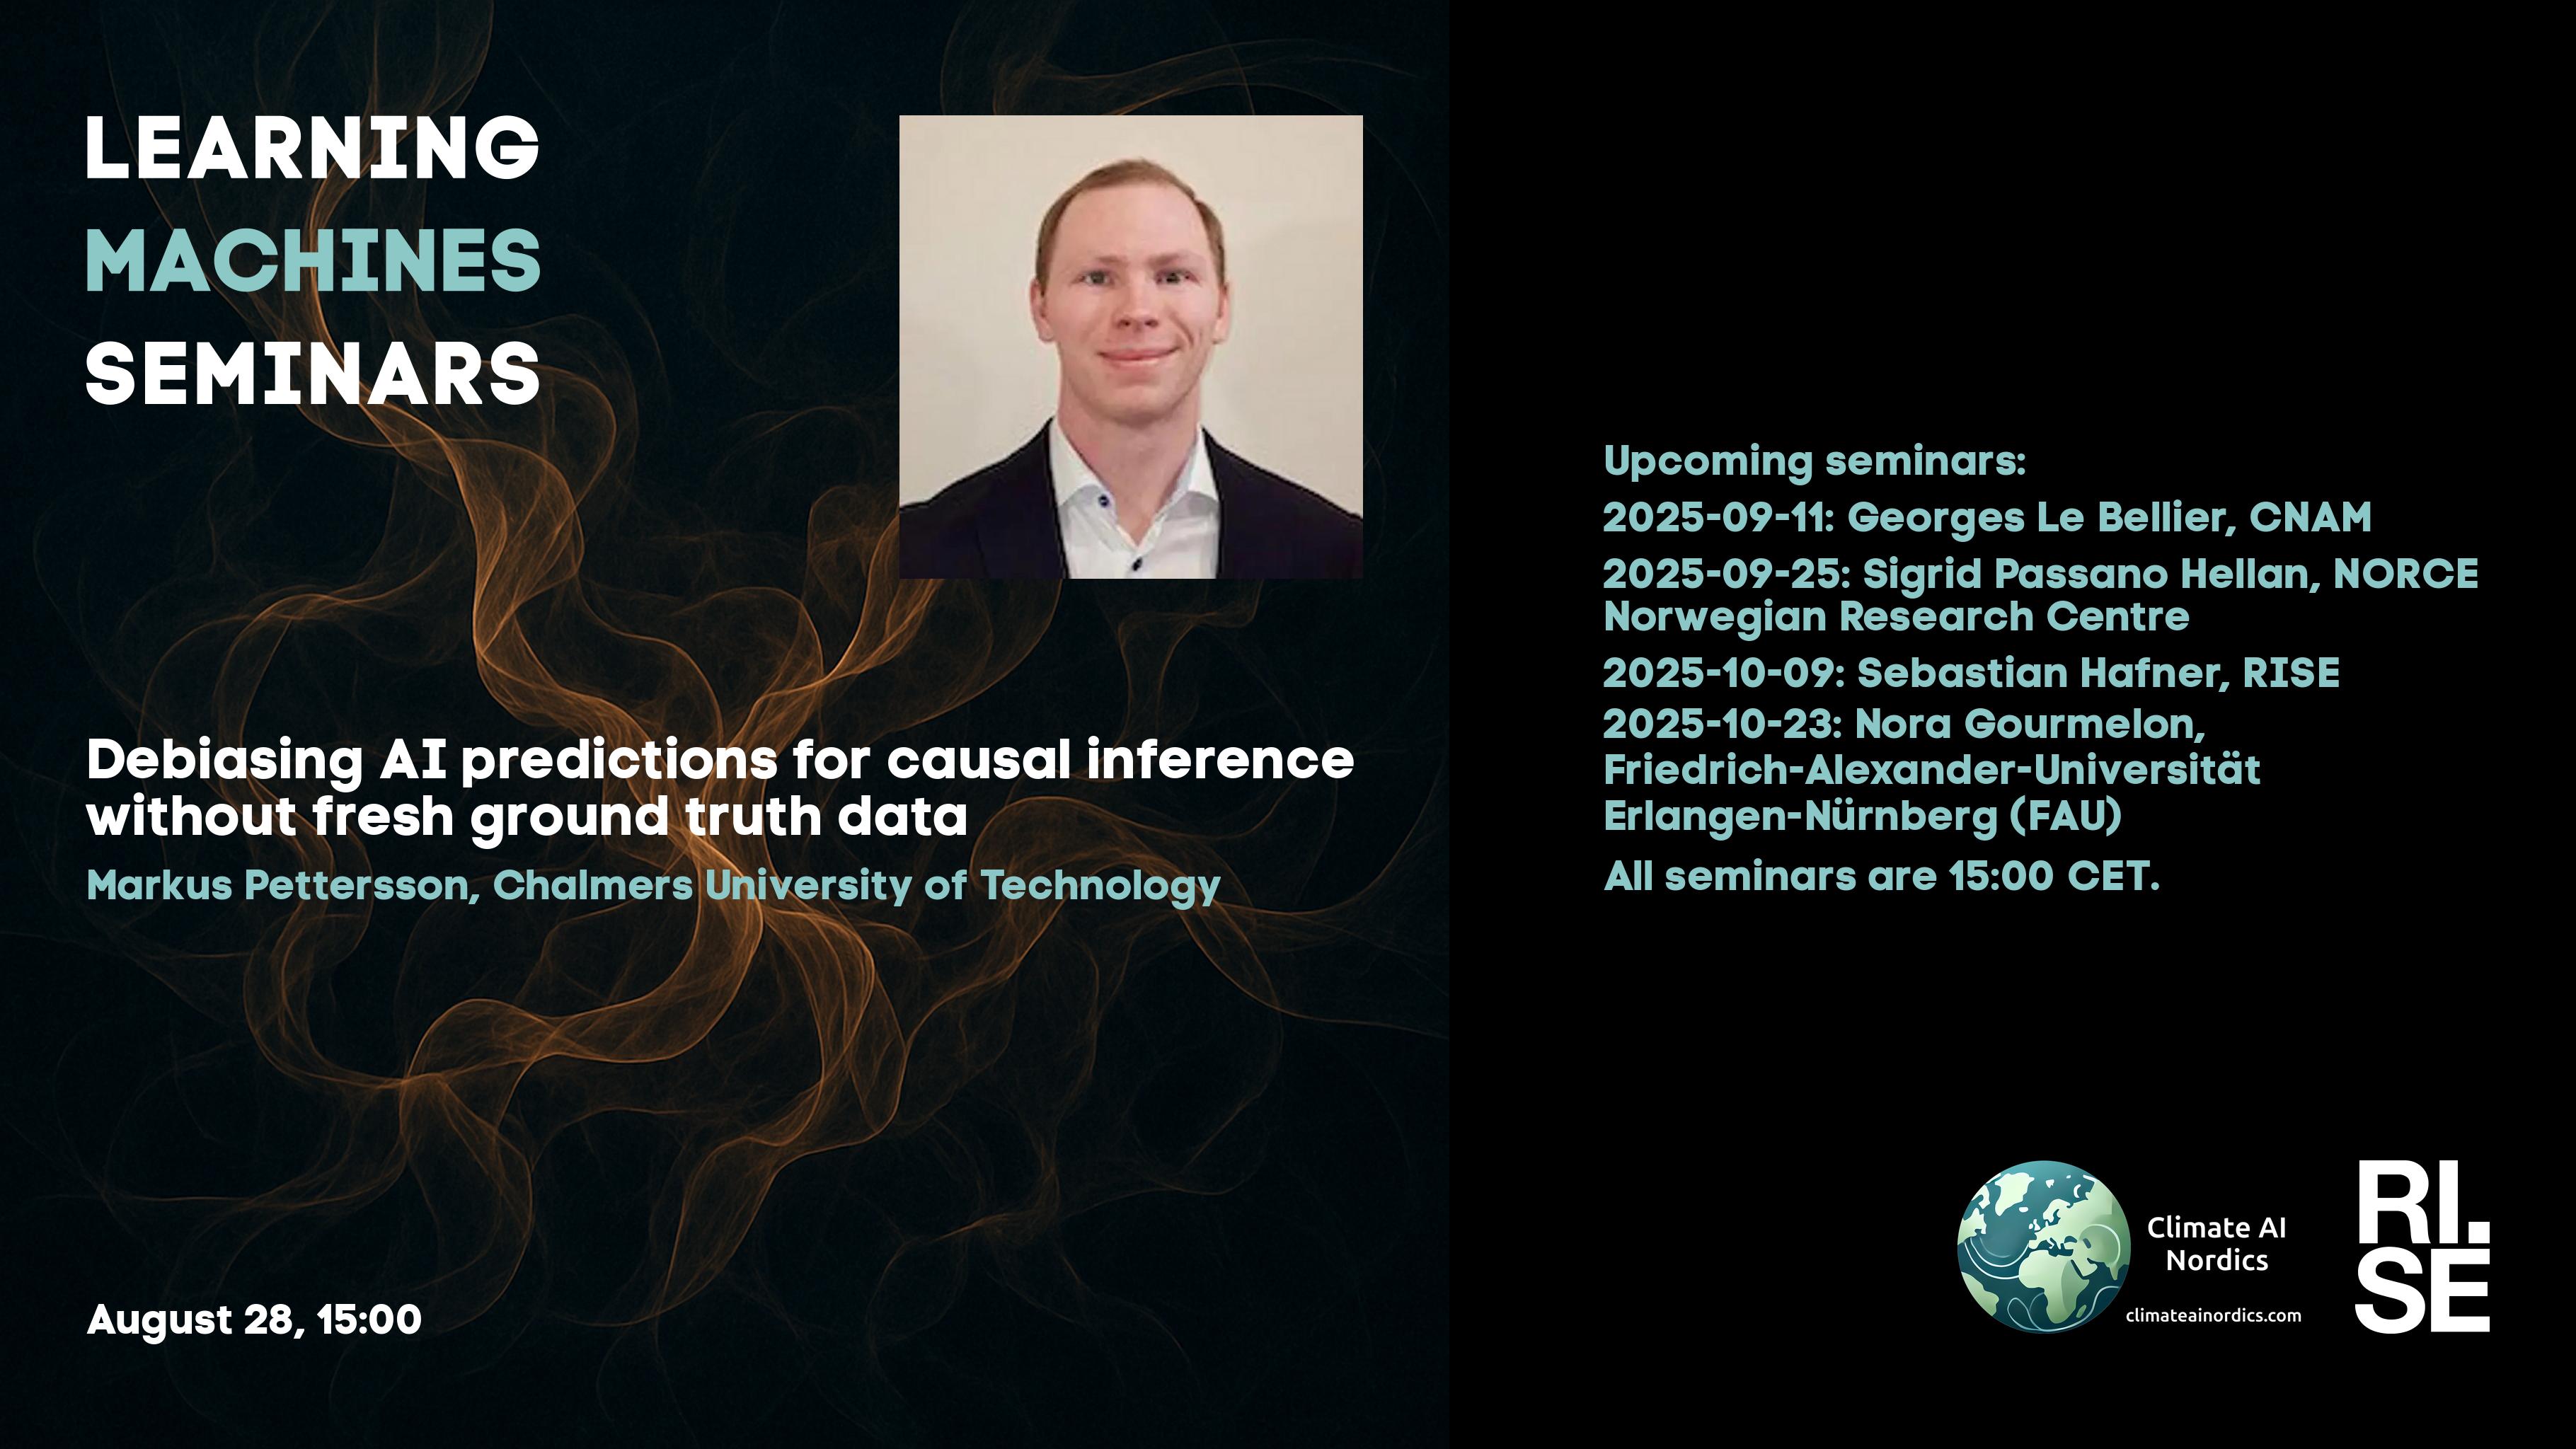 LEARNING
MACHINES
SEMINARS
Debiasing AI predictions for causal inference
without fresh ground truth data
Markus Pettersson, Chalmers University of Technology
August 28, 15:00
Upcoming seminars:
2025-09-11: Georges Le Bellier, CNAM
2025-09-25: Sigrid Passano Hellan, NORCE
Norwegian Research Centre
2025-10-09: Sebastian Hafner, RISE
2025-10-23: Nora Gourmelon,
Friedrich-Alexander-Universität
Erlangen-Nürnberg (FAU)
All seminars are 15:00 CET.
Climate AI
Nordics
climateainordics.com
RI.
SE